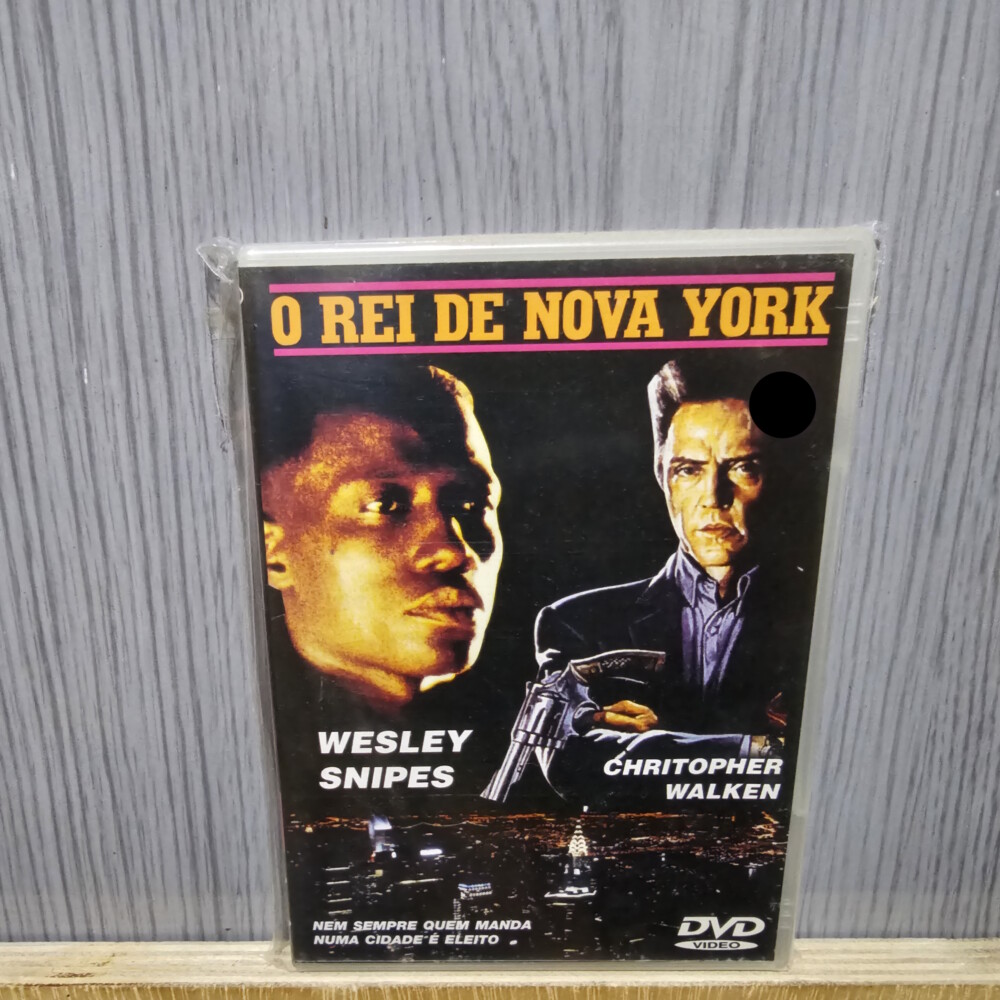 O REI DE NOVA YORK
WESLEY
SNIPES
CHRITOPHER
WALKEN
NEM SEMPRE QUEM MANDA
NUMA CIDADE É ELEITO
DVD
VIDEO